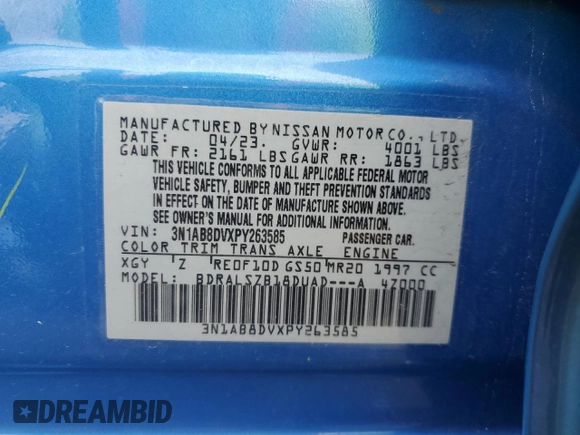 MANUFACTURED BY NISSAN MOTOR CO., LTD.
DATE: 04/23. GVWR: 4001 LBS
GAWR FR: 2161 LBS GAWR RR: 1863 LBS
THIS VEHICLE CONFORMS TO ALL APPLICABLE FEDERAL MOTOR
VEHICLE SAFETY, BUMPER AND THEFT PREVENTION STANDARDS
IN EFFECT ON THE DATE OF MANUFACTURE SHOWN ABOVE.
SEE OWNER'S MANUAL FOR ADDITIONAL INFORMATION.
VIN: 3N1AB8DVXPY263585 PASSENGER CAR.
COLOR TRIM TRANS AXLE ENGINE
XGY Z RE0F10D GS50 MR20 1997 CC
MODEL: BDRALSZB18DUAD---A 4Z000
3N1AB8DVXPY263585
DREAMBID